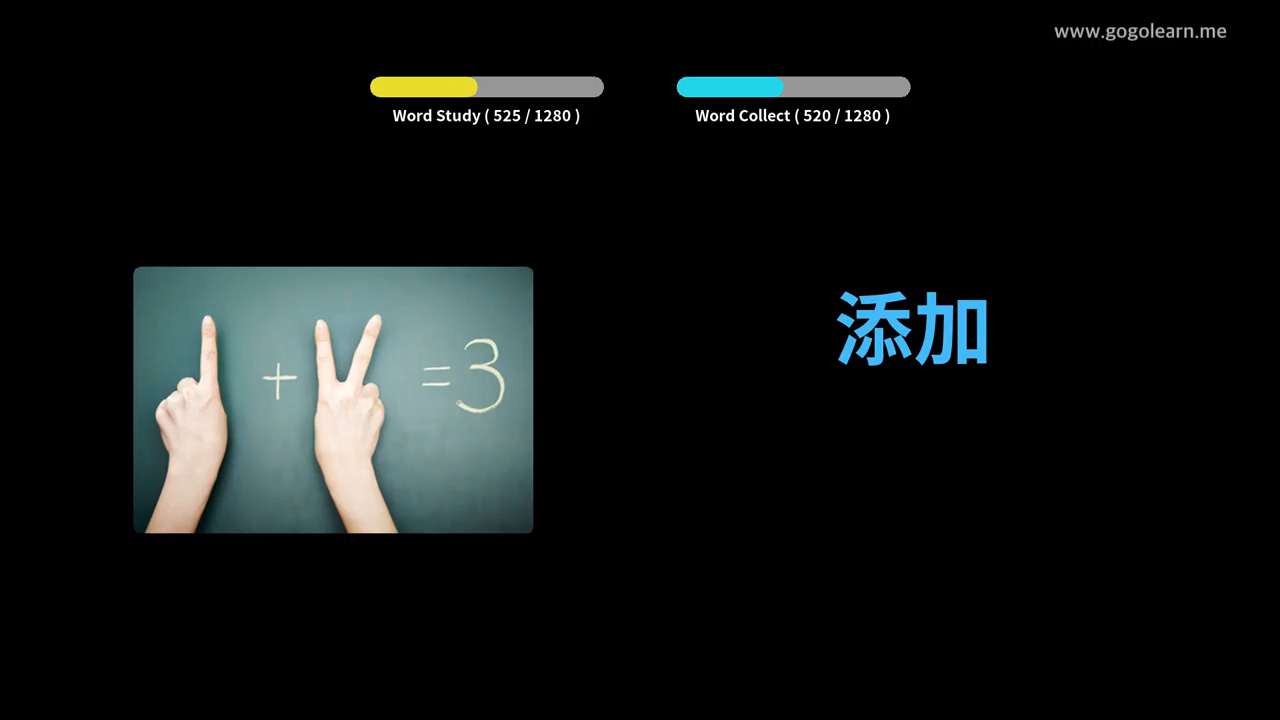 www.gogolearn.me
Word Study ( 525 / 1280 )
Word Collect ( 520 / 1280 )
+ =3
添加